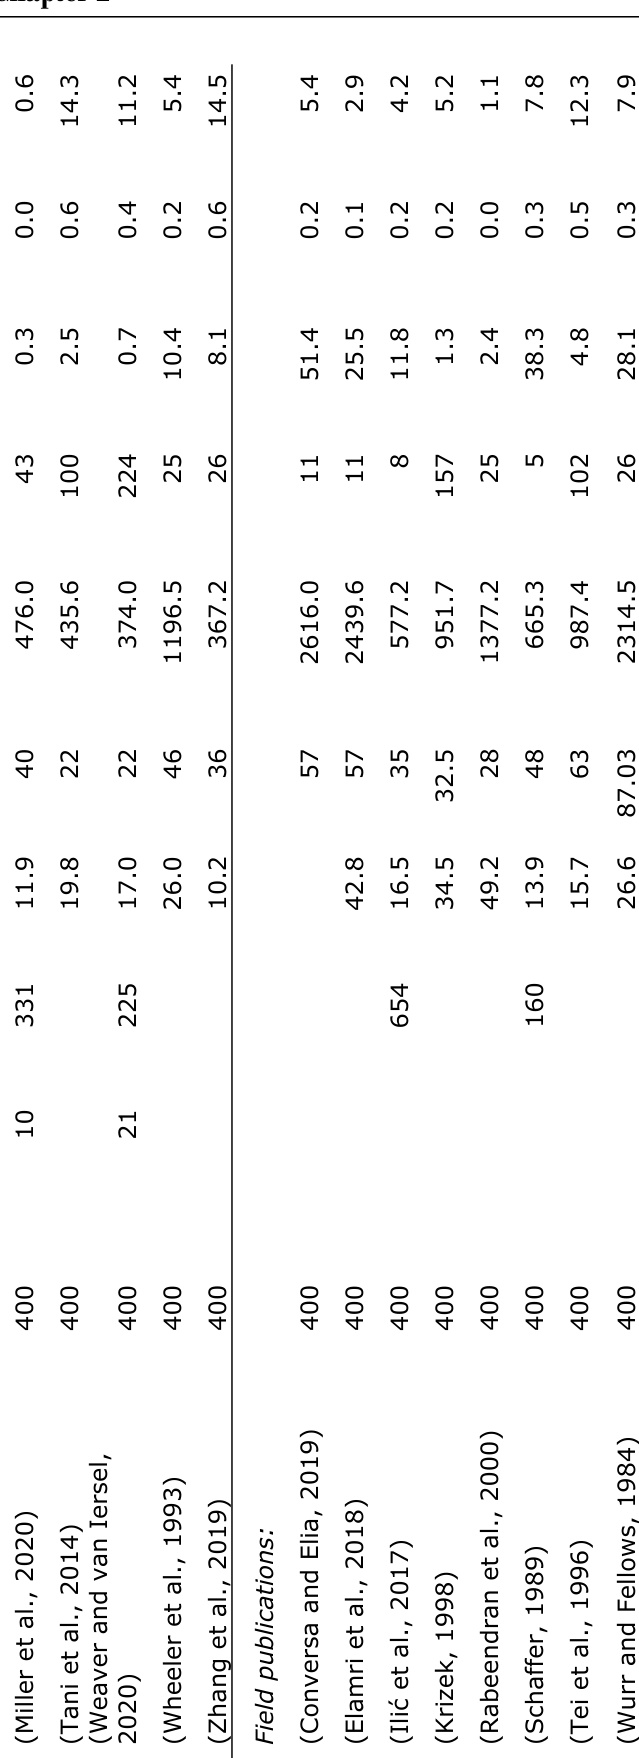 (Miller et al., 2020) 400 10 331 11.9 40 476.0 43 0.3 0.0 0.6
(Tani et al., 2014) 400 19.8 22 435.6 100 2.5 0.6 14.3
(Weaver and van Iersel,
2020) 400 21 225 17.0 22 374.0 224 0.7 0.4 11.2
(Wheeler et al., 1993) 400 26.0 46 1196.5 25 10.4 0.2 5.4
(Zhang et al., 2019) 400 10.2 36 367.2 26 8.1 0.6 14.5
Field publications:
(Conversa and Elia, 2019) 400 57 2616.0 11 51.4 0.2 5.4
(Elamri et al., 2018) 400 42.8 57 2439.6 11 25.5 0.1 2.9
(Ilić et al., 2017) 400 654 16.5 35 577.2 8 11.8 0.2 4.2
(Krizek, 1998) 400 34.5 32.5 951.7 157 1.3 0.2 5.2
(Rabeendran et al., 2000) 400 49.2 28 1377.2 25 2.4 0.0 1.1
(Schaffer, 1989) 400 160 13.9 48 665.3 5 38.3 0.3 7.8
(Tei et al., 1996) 400 15.7 63 987.4 102 4.8 0.5 12.3
(Wurr and Fellows, 1984) 400 26.6 87.03 2314.5 26 28.1 0.3 7.9